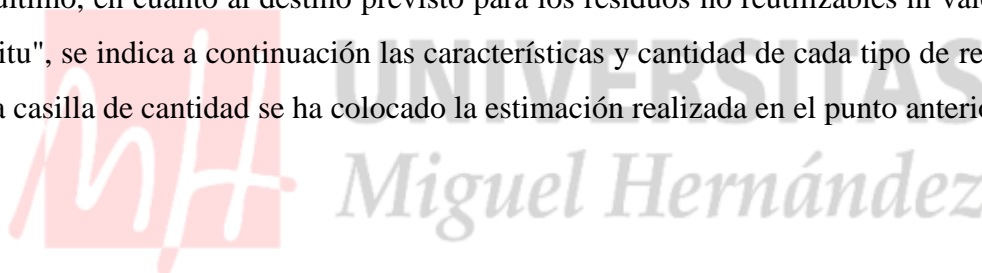 último, en cuanto al destino previsto para los residuos no reutilizables ni
itu", se indica a continuación las características y cantidad de cada tipo de
a casilla de cantidad se ha colocado la estimación realizada en el punto
UNIVERSITAS
Miguel Hernández